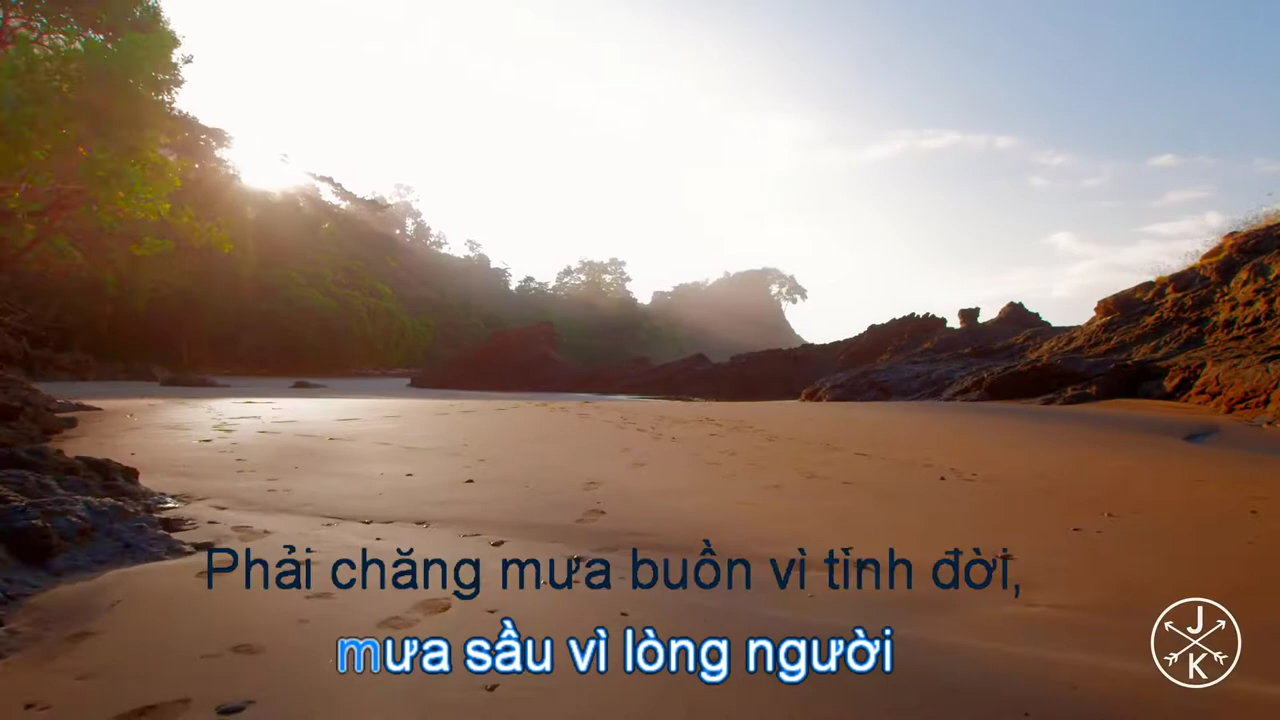 Phải chăng mưa buồn vì tình đời,
mưa sầu vì lòng người
J
K